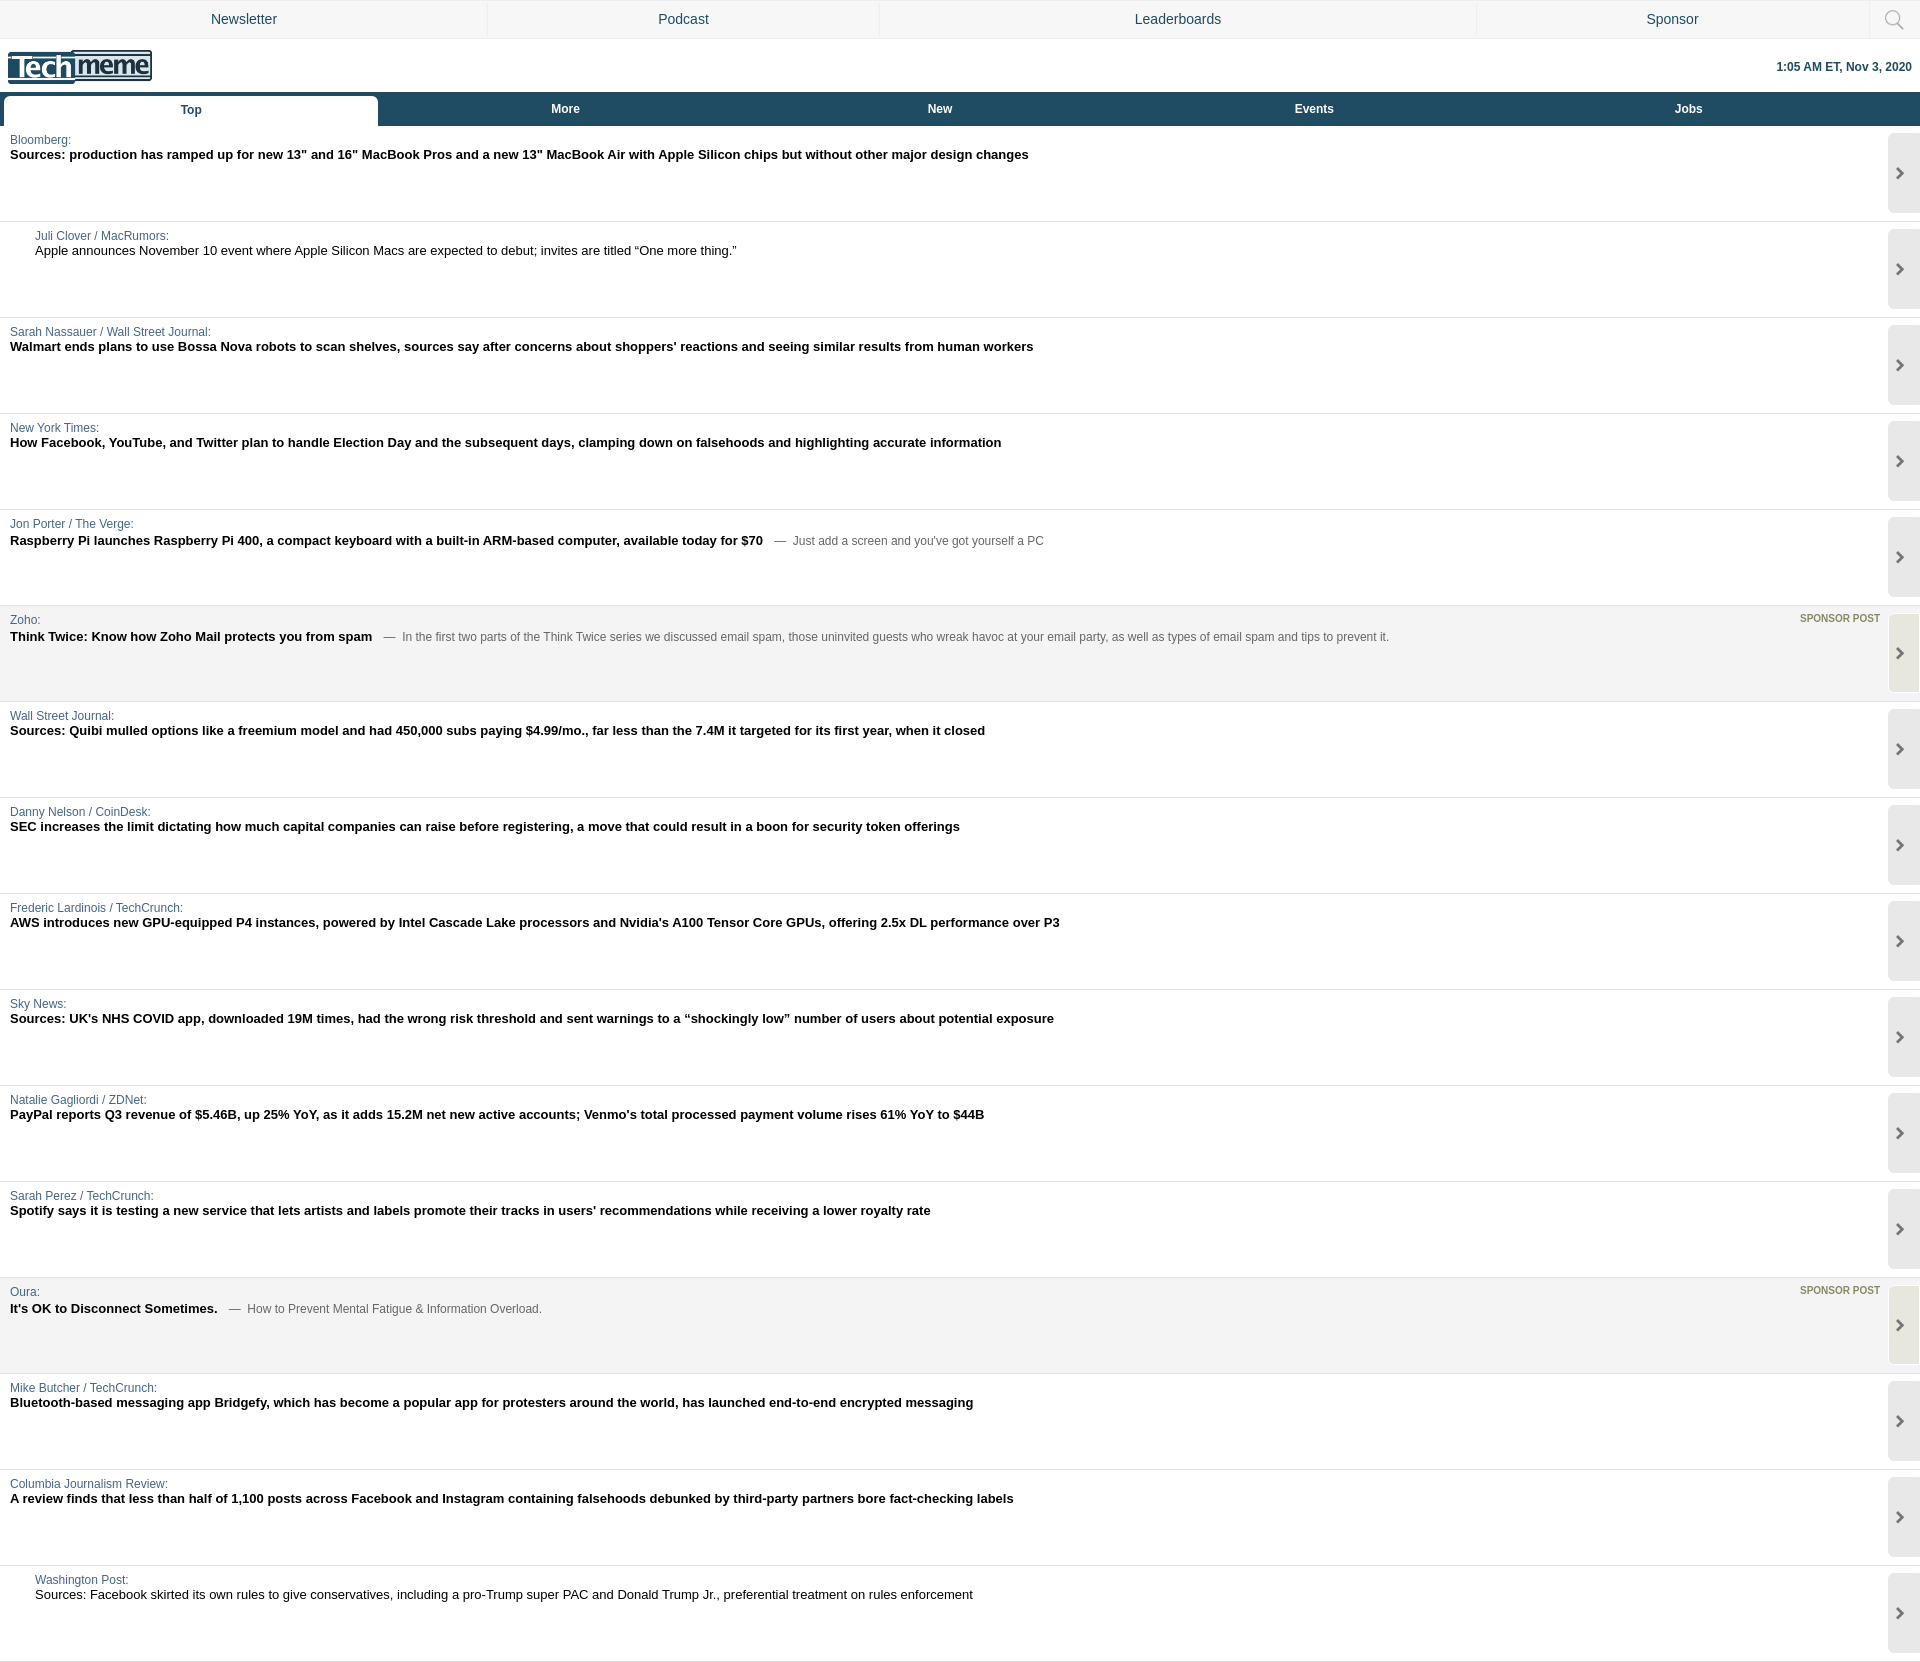 Newsletter
Podcast
Leaderboards
Sponsor
Techmeme
1:05 AM ET, Nov 3, 2020
Top
More
New
Events
Jobs
Bloomberg:
Sources: production has ramped up for new 13" and 16" MacBook Pros and a new 13" MacBook Air with Apple Silicon chips but without other major design changes
Juli Clover / MacRumors:
Apple announces November 10 event where Apple Silicon Macs are expected to debut; invites are titled “One more thing.”
Sarah Nassauer / Wall Street Journal:
Walmart ends plans to use Bossa Nova robots to scan shelves, sources say after concerns about shoppers' reactions and seeing similar results from human workers
New York Times:
How Facebook, YouTube, and Twitter plan to handle Election Day and the subsequent days, clamping down on falsehoods and highlighting accurate information
Jon Porter / The Verge:
Raspberry Pi launches Raspberry Pi 400, a compact keyboard with a built-in ARM-based computer, available today for $70 — Just add a screen and you've got yourself a PC
Zoho:
SPONSOR POST
Think Twice: Know how Zoho Mail protects you from spam — In the first two parts of the Think Twice series we discussed email spam, those uninvited guests who wreak havoc at your email party, as well as types of email spam and tips to prevent it.
Wall Street Journal:
Sources: Quibi mulled options like a freemium model and had 450,000 subs paying $4.99/mo., far less than the 7.4M it targeted for its first year, when it closed
Danny Nelson / CoinDesk:
SEC increases the limit dictating how much capital companies can raise before registering, a move that could result in a boon for security token offerings
Frederic Lardinois / TechCrunch:
AWS introduces new GPU-equipped P4 instances, powered by Intel Cascade Lake processors and Nvidia's A100 Tensor Core GPUs, offering 2.5x DL performance over P3
Sky News:
Sources: UK's NHS COVID app, downloaded 19M times, had the wrong risk threshold and sent warnings to a “shockingly low” number of users about potential exposure
Natalie Gagliordi / ZDNet:
PayPal reports Q3 revenue of $5.46B, up 25% YoY, as it adds 15.2M net new active accounts; Venmo's total processed payment volume rises 61% YoY to $44B
Sarah Perez / TechCrunch:
Spotify says it is testing a new service that lets artists and labels promote their tracks in users' recommendations while receiving a lower royalty rate
Oura:
SPONSOR POST
It's OK to Disconnect Sometimes. — How to Prevent Mental Fatigue & Information Overload.
Mike Butcher / TechCrunch:
Bluetooth-based messaging app Bridgefy, which has become a popular app for protesters around the world, has launched end-to-end encrypted messaging
Columbia Journalism Review:
A review finds that less than half of 1,100 posts across Facebook and Instagram containing falsehoods debunked by third-party partners bore fact-checking labels
Washington Post:
Sources: Facebook skirted its own rules to give conservatives, including a pro-Trump super PAC and Donald Trump Jr., preferential treatment on rules enforcement